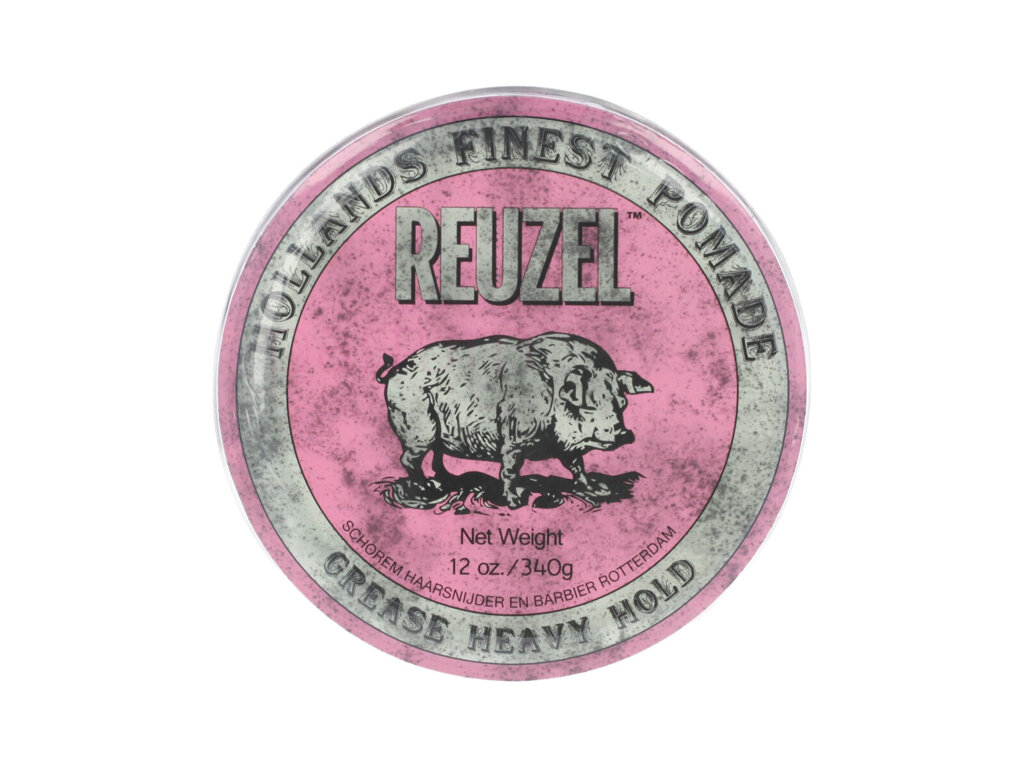 HOLLANDS FINEST POMADE
REUZEL™
Net Weight
12 oz./340g
SCHOREM HAARSNIJDER EN BARBIER ROTTERDAM
GREASE HEAVY HOLD